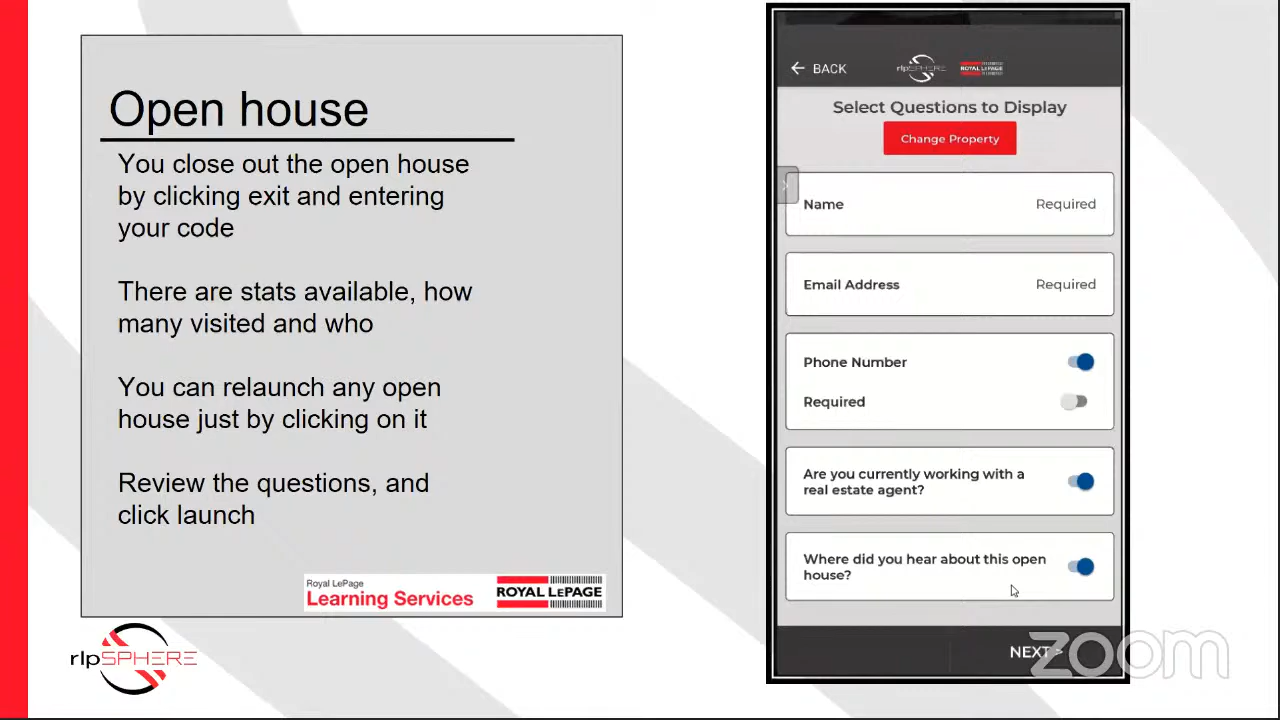 Open house
You close out the open house
by clicking exit and entering
your code
There are stats available, how
many visited and who
You can relaunch any open
house just by clicking on it
Review the questions, and
click launch
Royal LePage
Learning Services
ROYAL LEPAGE
rlpSPHERE
← BACK
rlpSPHERE
ROYAL LEPAGE
Select Questions to Display
Change Property
Name
Required
Email Address
Required
Phone Number
Required
Are you currently working with a
real estate agent?
Where did you hear about this open
house?
NEXT >
zoom